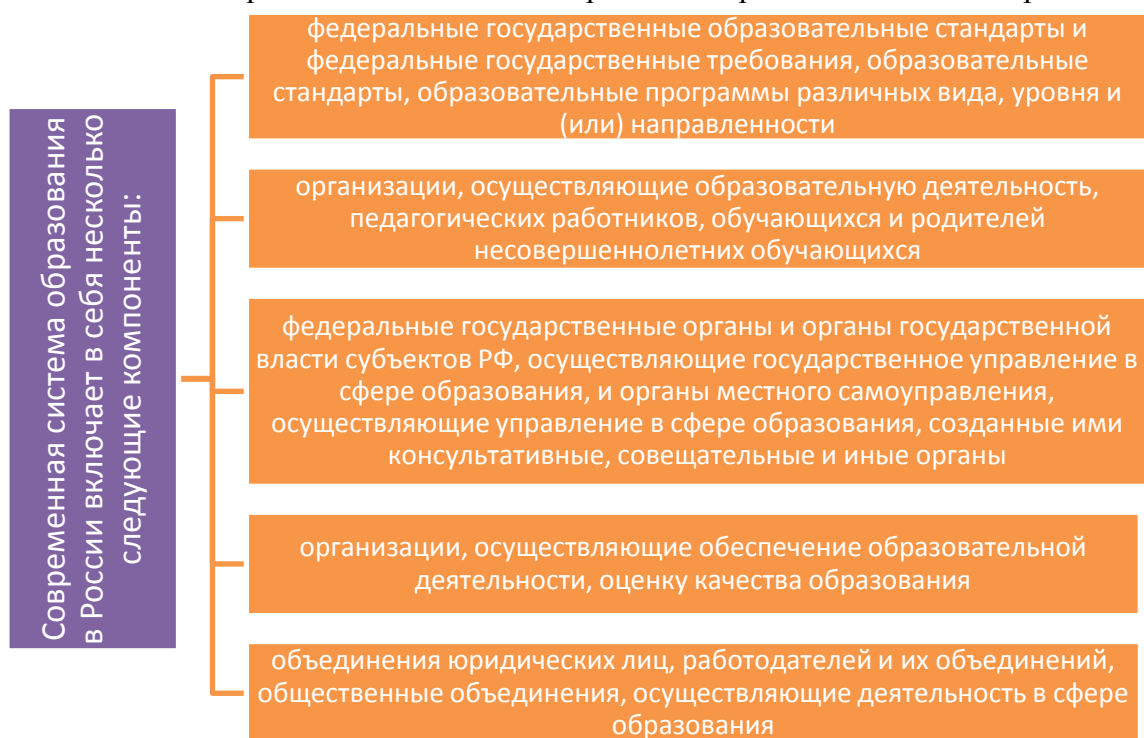 Современная система образования
в России включает в себя несколько
следующие компоненты:
федеральные государственные образовательные стандарты и
федеральные государственные требования, образовательные
стандарты, образовательные программы различных вида, уровня и
(или) направленности
организации, осуществляющие образовательную деятельность,
педагогических работников, обучающихся и родителей
несовершеннолетних обучающихся
федеральные государственные органы и органы государственной
власти субъектов РФ, осуществляющие государственное управление в
сфере образования, и органы местного самоуправления,
осуществляющие управление в сфере образования, созданные ими
консультативные, совещательные и иные органы
организации, осуществляющие обеспечение образовательной
деятельности, оценку качества образования
объединения юридических лиц, работодателей и их объединений,
общественные объединения, осуществляющие деятельность в сфере
образования